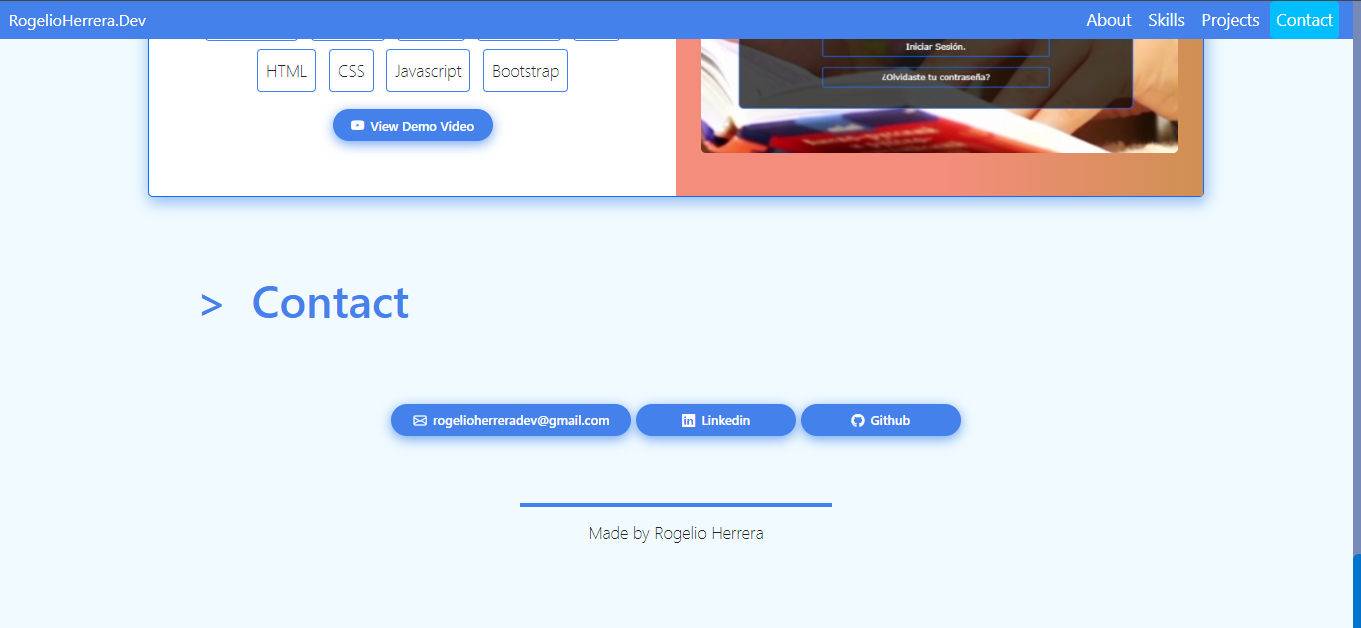 RogelioHerrera.Dev
About Skills Projects Contact
HTML CSS Javascript Bootstrap
View Demo Video
Iniciar Sesión.
¿Olvidaste tu contraseña?
> Contact
rogelioherreradev@gmail.com Linkedin Github
Made by Rogelio Herrera